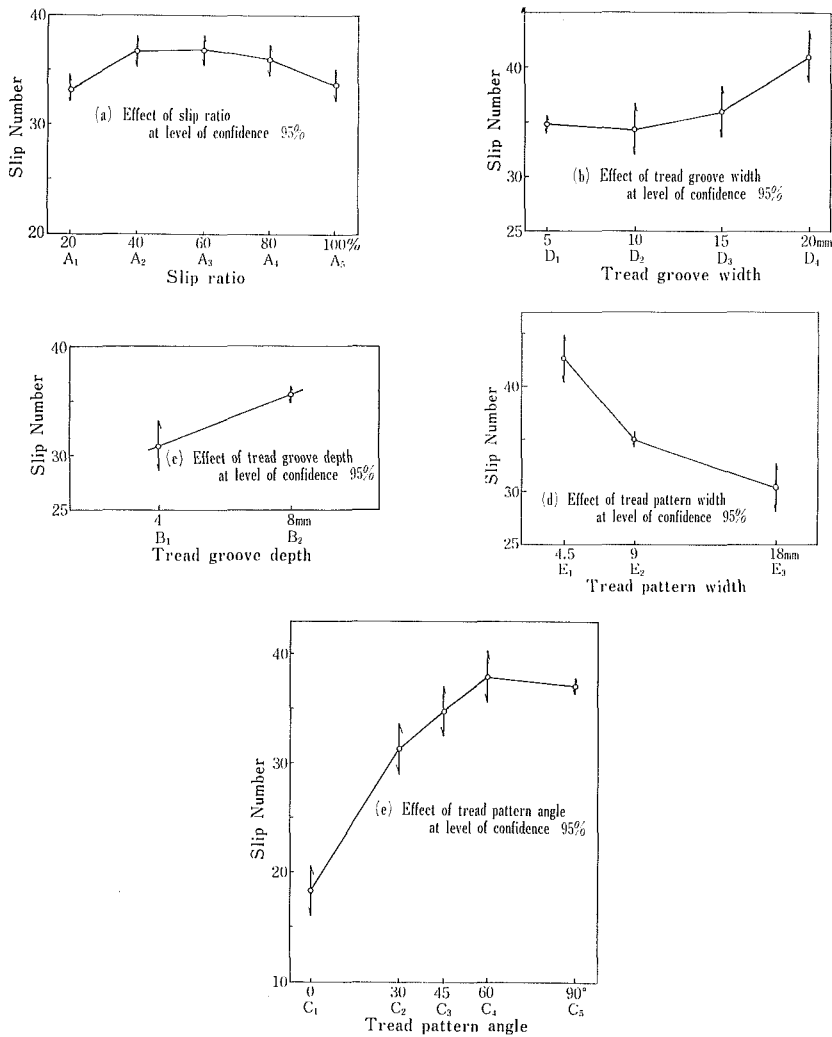 40
30
20
Slip Number
(a) Effect of slip ratio
at level of confidence 95%
20 40 60 80 100%
A₁ A₂ A₃ A₄ A₅
Slip ratio
40
35
30
25
Slip Number
(b) Effect of tread groove width
at level of confidence 95%
5 10 15 20mm
D₁ D₂ D₃ D₄
Tread groove width
40
30
25
Slip Number
(c) Effect of tread groove depth
at level of confidence 95%
4 8mm
B₁ B₂
Tread groove depth
40
30
25
Slip Number
(d) Effect of tread pattern width
at level of confidence 95%
4.5 9 18mm
E₁ E₂ E₃
Tread pattern width
40
30
20
10
Slip Number
(e) Effect of tread pattern angle
at level of confidence 95%
0 30 45 60 90°
C₁ C₂ C₃ C₄ C₅
Tread pattern angle